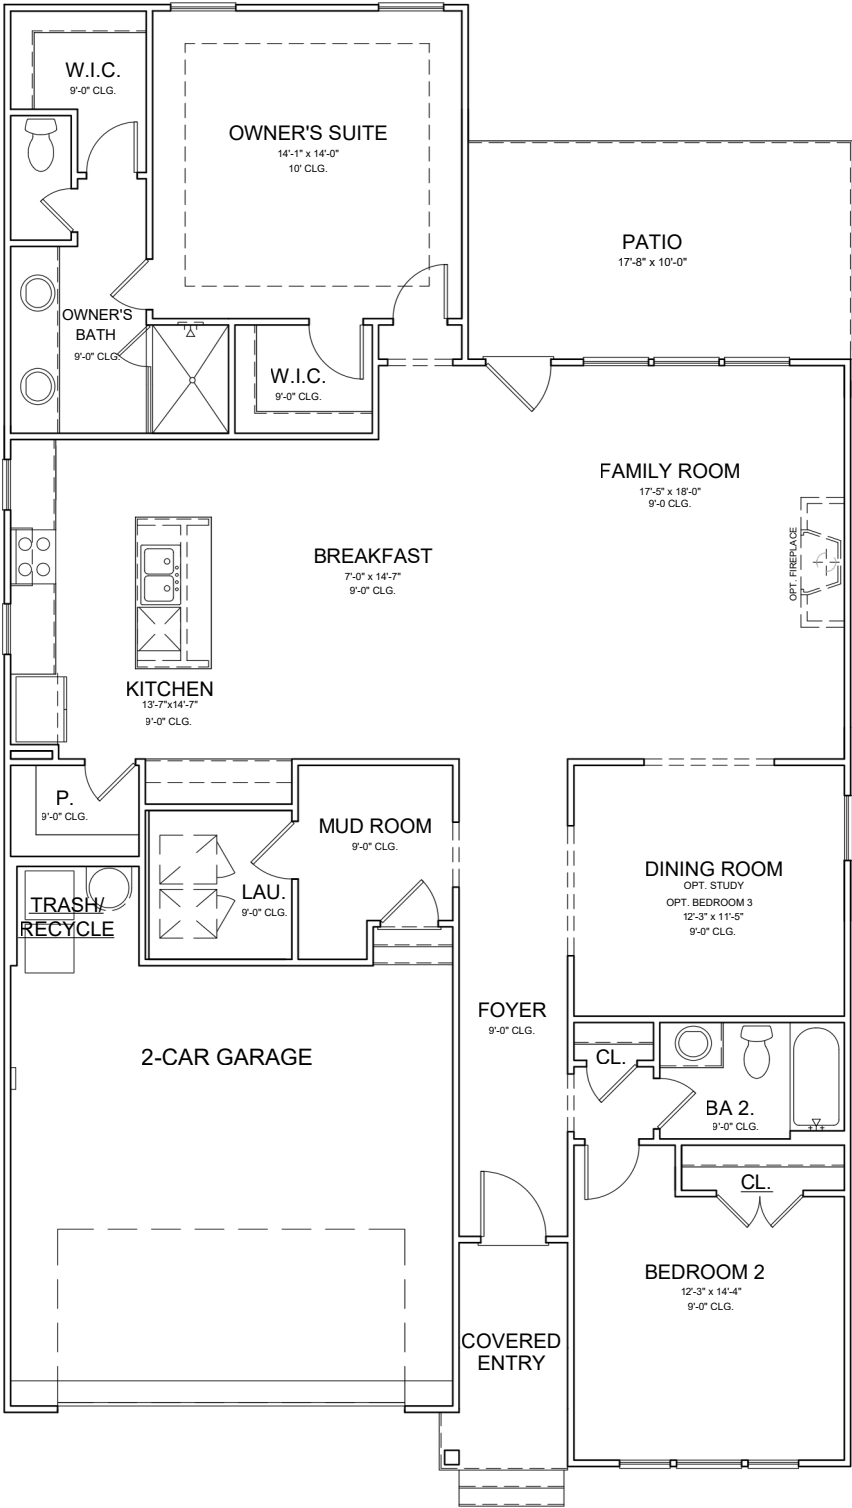 W.I.C.
9'-0" CLG.
OWNER'S SUITE
14'-1" x 14'-0"
10' CLG.
PATIO
17'-8" x 10'-0"
OWNER'S
BATH
9'-0" CLG.
W.I.C.
9'-0" CLG.
FAMILY ROOM
17'-5" x 18'-0"
9'-0 CLG.
OPT. FIREPLACE
BREAKFAST
7'-0" x 14'-7"
9'-0" CLG.
KITCHEN
13'-7"x14'-7"
9'-0" CLG.
P.
9'-0" CLG.
MUD ROOM
9'-0" CLG.
LAU.
9'-0" CLG.
TRASH/
RECYCLE
DINING ROOM
OPT. STUDY
OPT. BEDROOM 3
12'-3" x 11'-5"
9'-0" CLG.
FOYER
9'-0" CLG.
2-CAR GARAGE
CL.
BA 2.
9'-0" CLG.
CL.
BEDROOM 2
12'-3" x 14'-4"
9'-0" CLG.
COVERED
ENTRY